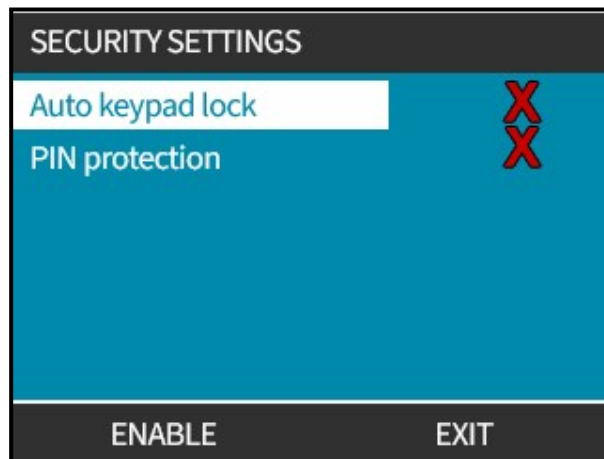 SECURITY SETTINGS
Auto keypad lock X
PIN protection X
ENABLE EXIT